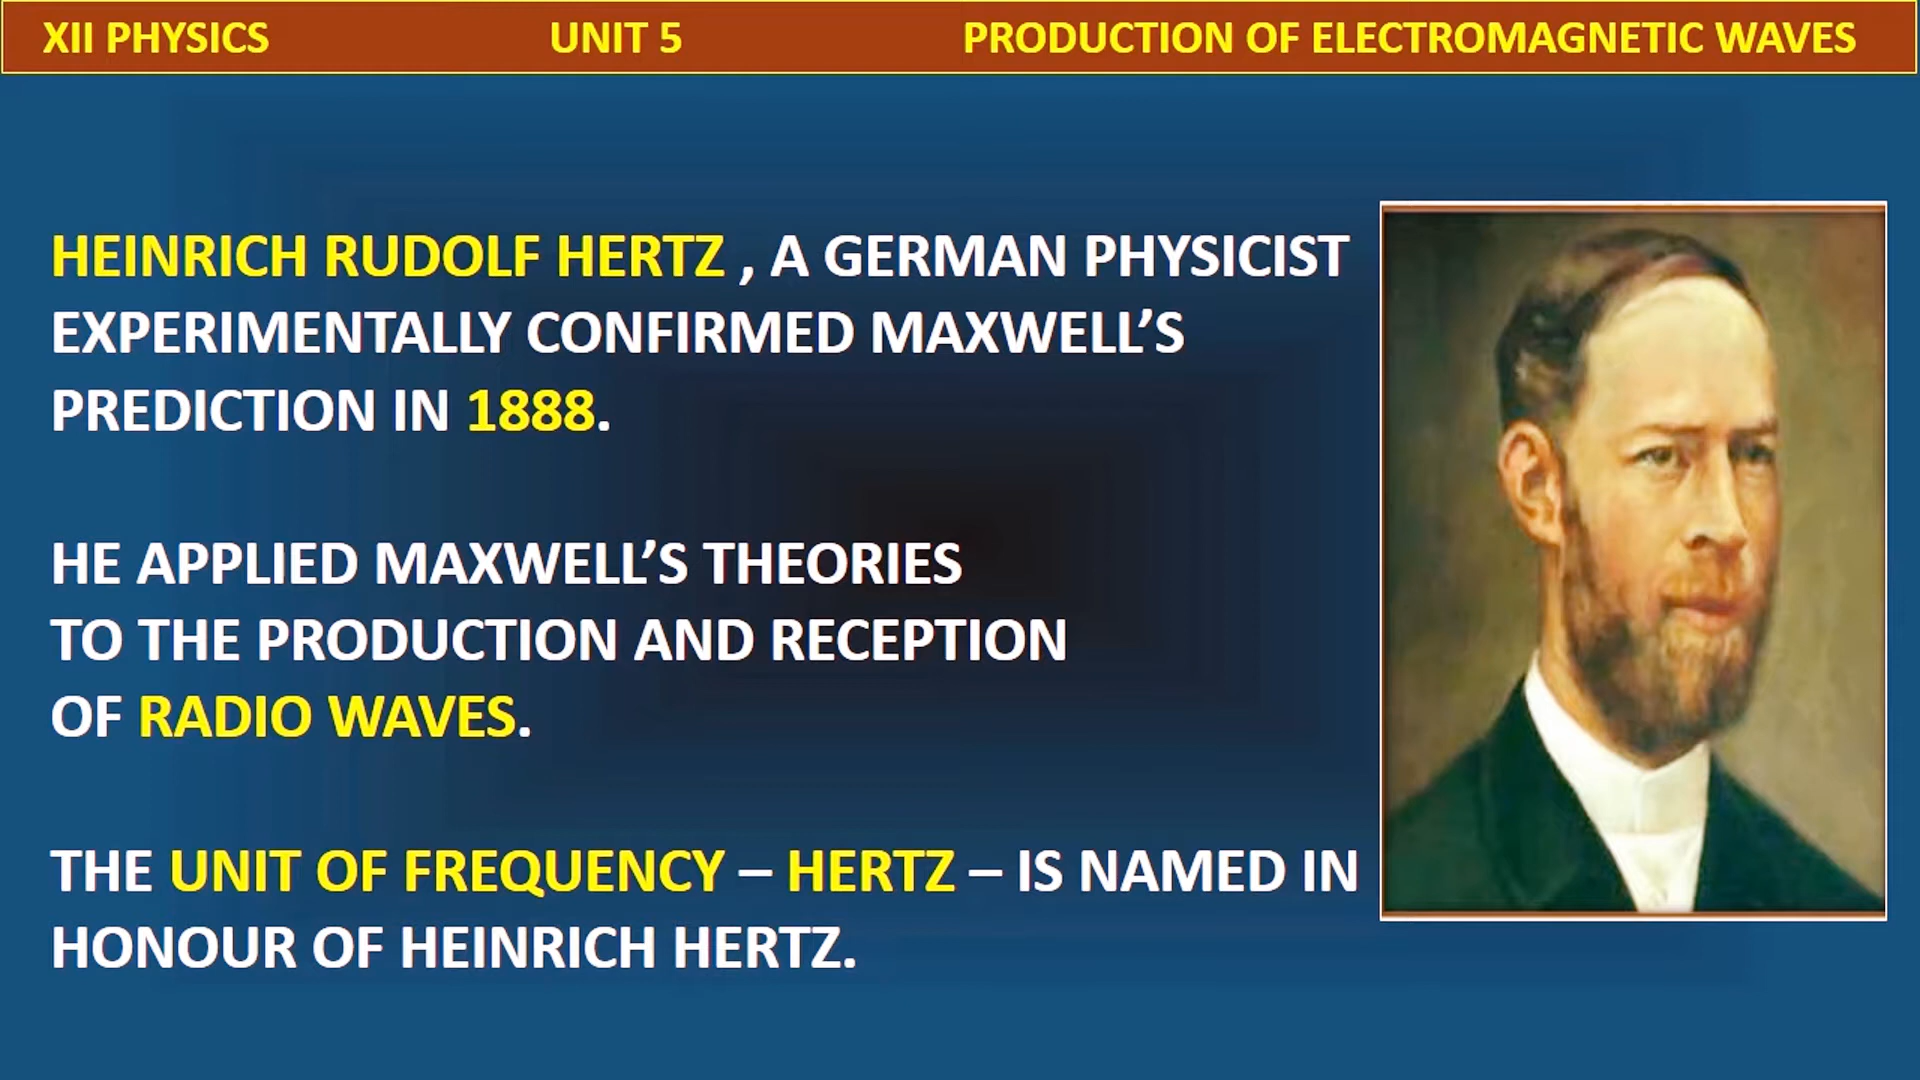 XII PHYSICS UNIT 5 PRODUCTION OF ELECTROMAGNETIC WAVES
HEINRICH RUDOLF HERTZ , A GERMAN PHYSICIST
EXPERIMENTALLY CONFIRMED MAXWELL’S
PREDICTION IN 1888.
HE APPLIED MAXWELL’S THEORIES
TO THE PRODUCTION AND RECEPTION
OF RADIO WAVES.
THE UNIT OF FREQUENCY – HERTZ – IS NAMED IN
HONOUR OF HEINRICH HERTZ.